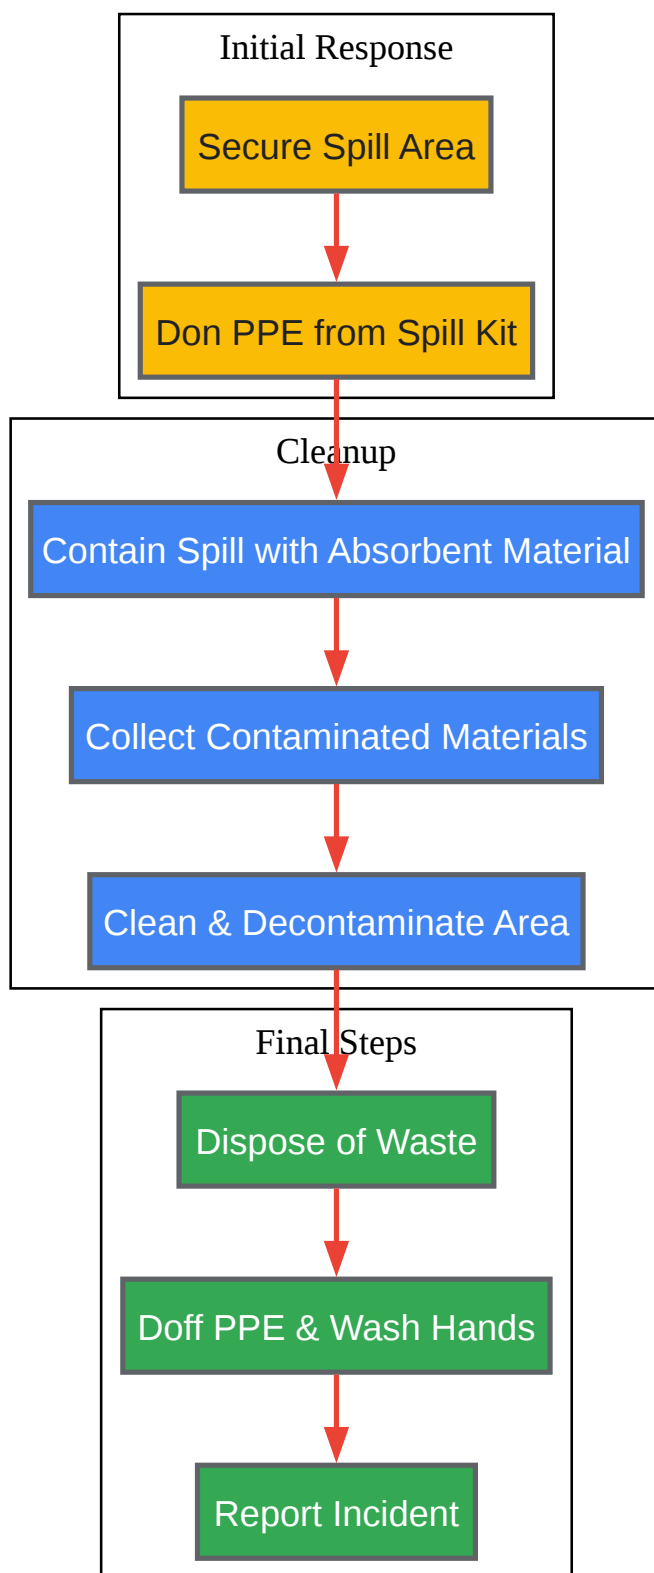 Initial Response
Secure Spill Area
Don PPE from Spill Kit
Cleanup
Contain Spill with Absorbent Material
Collect Contaminated Materials
Clean & Decontaminate Area
Final Steps
Dispose of Waste
Doff PPE & Wash Hands
Report Incident